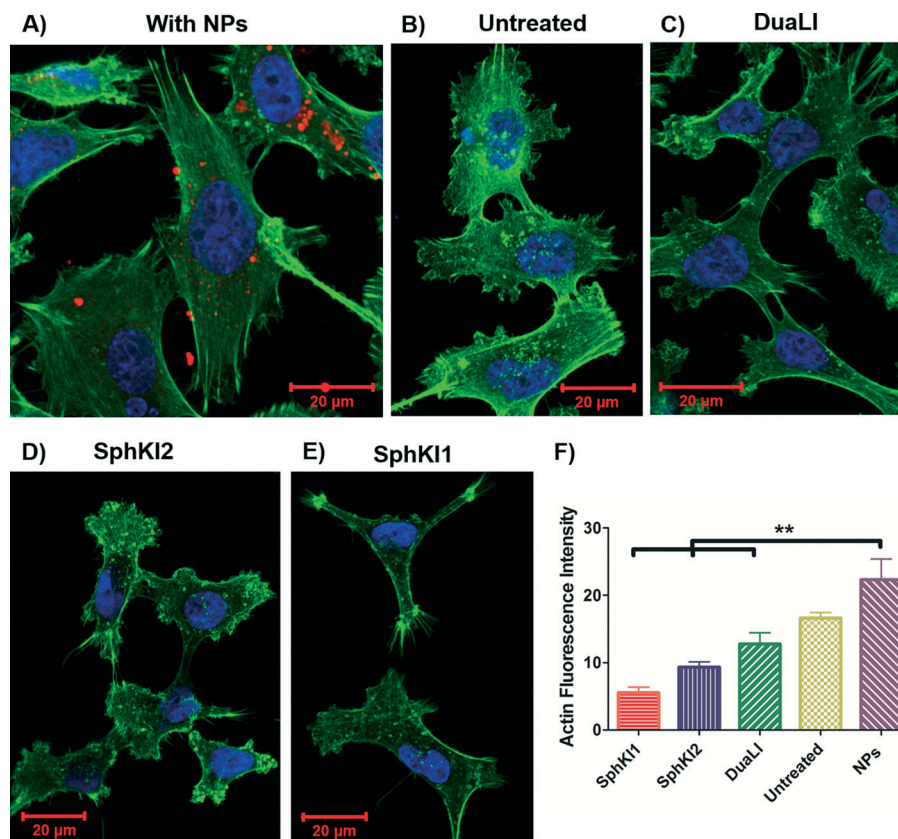 A) With NPs
B) Untreated
C) DuaLI
20 µm
20 µm
20 µm
D) SphKI2
E) SphKI1
F)
20 µm
20 µm
**
Actin Fluorescence Intensity
30
20
10
0
SphKI1
SphKI2
DuaLI
Untreated
NPs